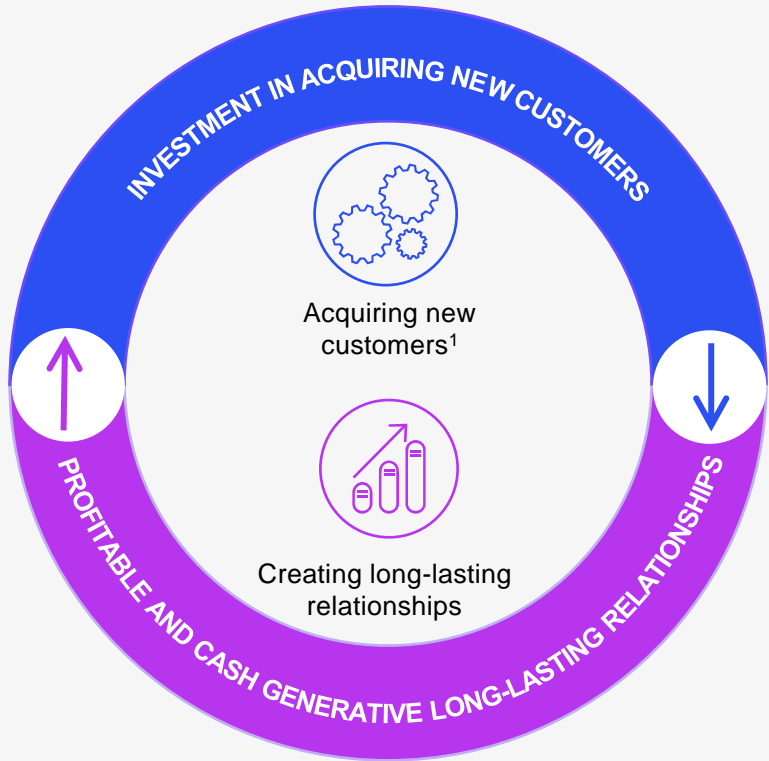 INVESTMENT IN ACQUIRING NEW CUSTOMERS
Acquiring new
customers¹
Creating long-lasting
relationships
PROFITABLE AND CASH GENERATIVE LONG-LASTING RELATIONSHIPS